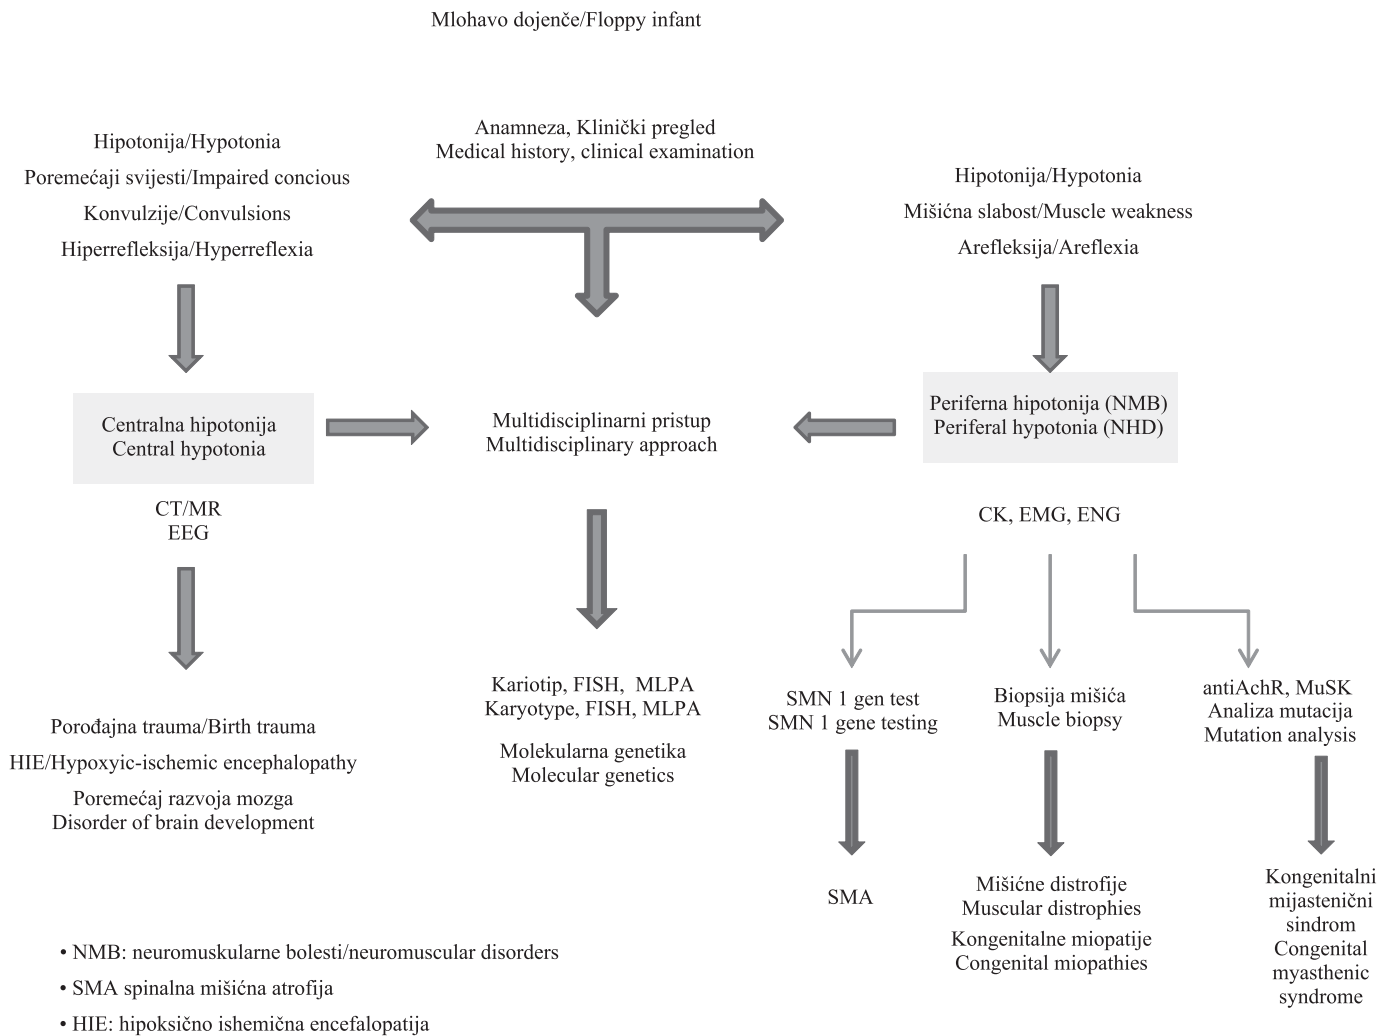 Mlohavo dojenče/Floppy infant
Anamneza, Klinički pregled
Medical history, clinical examination
Hipotonija/Hypotonia
Poremećaji svijesti/Impaired concious
Konvulzije/Convulsions
Hiperrefleksija/Hyperreflexia
Hipotonija/Hypotonia
Mišićna slabost/Muscle weakness
Arefleksija/Areflexia
Centralna hipotonija
Central hypotonia
Multidisciplinarni pristup
Multidisciplinary approach
Periferna hipotonija (NMB)
Periferal hypotonia (NHD)
CT/MR
EEG
CK, EMG, ENG
Porođajna trauma/Birth trauma
HIE/Hypoxyic-ischemic encephalopathy
Poremećaj razvoja mozga
Disorder of brain development
Kariotip, FISH, MLPA
Karyotype, FISH, MLPA
Molekularna genetika
Molecular genetics
SMN 1 gen test
SMN 1 gene testing
Biopsija mišića
Muscle biopsy
antiAchR, MuSK
Analiza mutacija
Mutation analysis
SMA
Mišićne distrofije
Muscular distrophies
Kongenitalne miopatije
Congenital miopathies
Kongenitalni
mijastenični
sindrom
Congenital
myasthenic
syndrome
• NMB: neuromuskularne bolesti/neuromuscular disorders
• SMA spinalna mišićna atrofija
• HIE: hipoksično ishemična encefalopatija